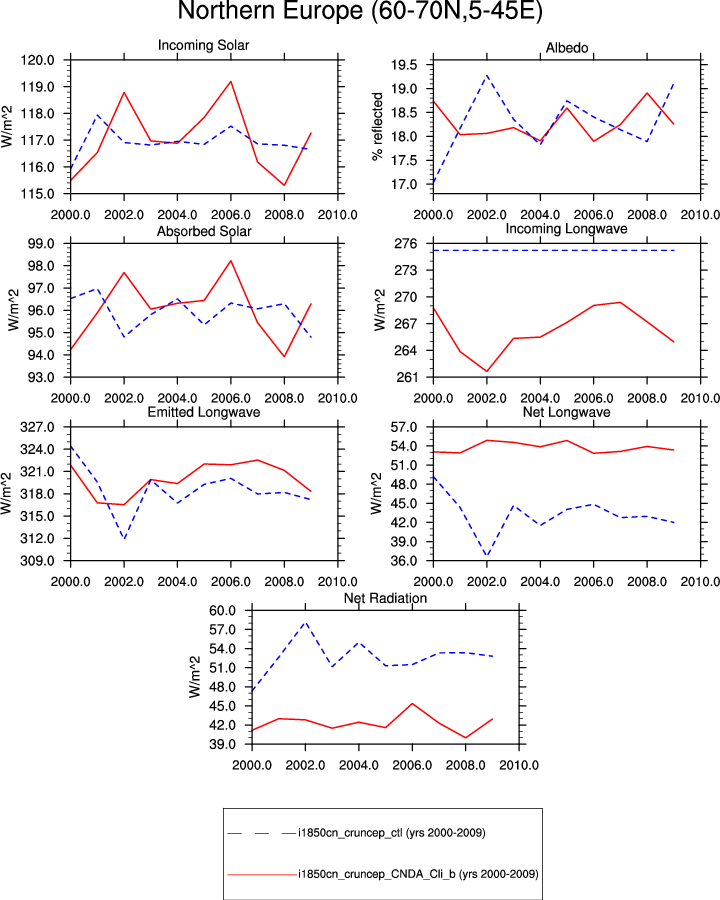 Northern Europe (60-70N,5-45E)
Incoming Solar
W/m^2
120.0
119.0
118.0
117.0
116.0
115.0
2000.0 2002.0 2004.0 2006.0 2008.0 2010.0
Albedo
% reflected
19.5
19.0
18.5
18.0
17.5
17.0
2000.0 2002.0 2004.0 2006.0 2008.0 2010.0
Absorbed Solar
W/m^2
99.0
98.0
97.0
96.0
95.0
94.0
93.0
2000.0 2002.0 2004.0 2006.0 2008.0 2010.0
Incoming Longwave
W/m^2
276
273
270
267
264
261
2000.0 2002.0 2004.0 2006.0 2008.0 2010.0
Emitted Longwave
W/m^2
327.0
324.0
321.0
318.0
315.0
312.0
309.0
2000.0 2002.0 2004.0 2006.0 2008.0 2010.0
Net Longwave
W/m^2
57.0
54.0
51.0
48.0
45.0
42.0
39.0
36.0
2000.0 2002.0 2004.0 2006.0 2008.0 2010.0
Net Radiation
W/m^2
60.0
57.0
54.0
51.0
48.0
45.0
42.0
39.0
2000.0 2002.0 2004.0 2006.0 2008.0 2010.0
i1850cn_cruncep_ctl (yrs 2000-2009)
i1850cn_cruncep_CNDA_Cli_b (yrs 2000-2009)